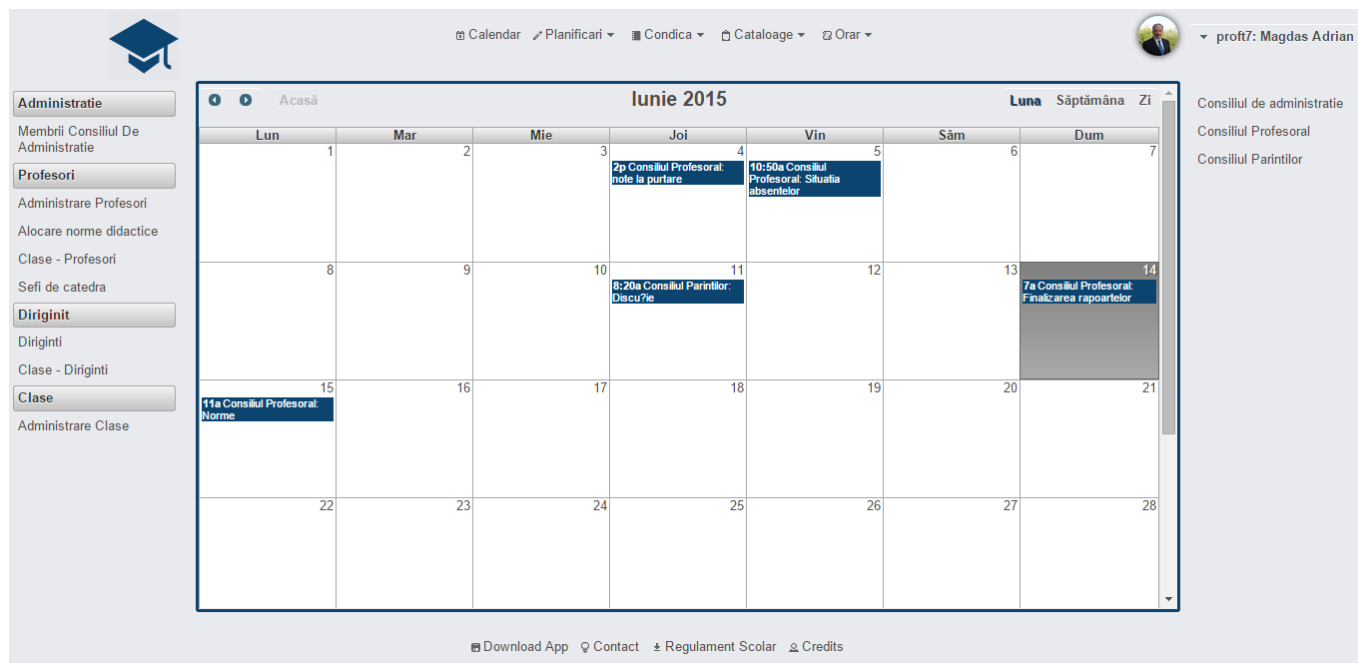 Calendar Planificari Condica Cataloage Orar
proft7: Magdas Adrian
Administratie
Membrii Consiliul De
Administratie
Profesori
Administrare Profesori
Alocare norme didactice
Clase - Profesori
Sefi de catedra
Diriginit
Diriginti
Clase - Diriginti
Clase
Administrare Clase
Acasă Iunie 2015 Luna Săptămâna Zi
Lun Mar Mie Joi Vin Sâm Dum
1 2 3 4 5 6 7
2p Consiliul Profesoral:
note la purtare
10:50a Consiliul
Profesoral: Situatia
absentelor
8 9 10 11 12 13 14
8:20a Consiliul Parintilor:
Discu?ie
7a Consiliul Profesoral:
Finalizarea rapoartelor
15 16 17 18 19 20 21
11a Consiliul Profesoral:
Norme
22 23 24 25 26 27 28
Consiliul de administratie
Consiliul Profesoral
Consiliul Parintilor
Download App Contact Regulament Scolar Credits